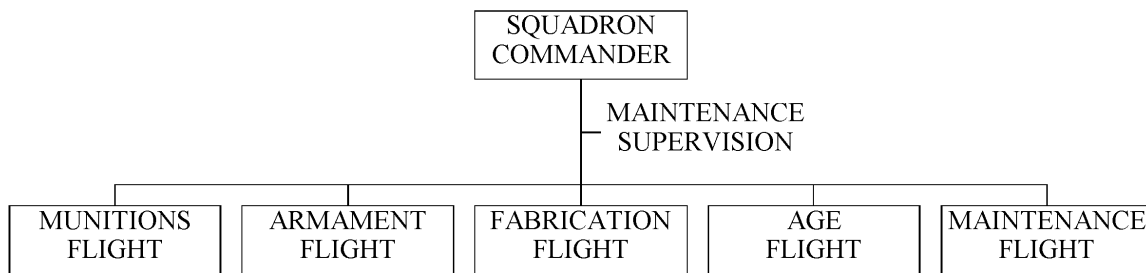 SQUADRON
COMMANDER
MAINTENANCE
SUPERVISION
MUNITIONS
FLIGHT
ARMAMENT
FLIGHT
FABRICATION
FLIGHT
AGE
FLIGHT
MAINTENANCE
FLIGHT